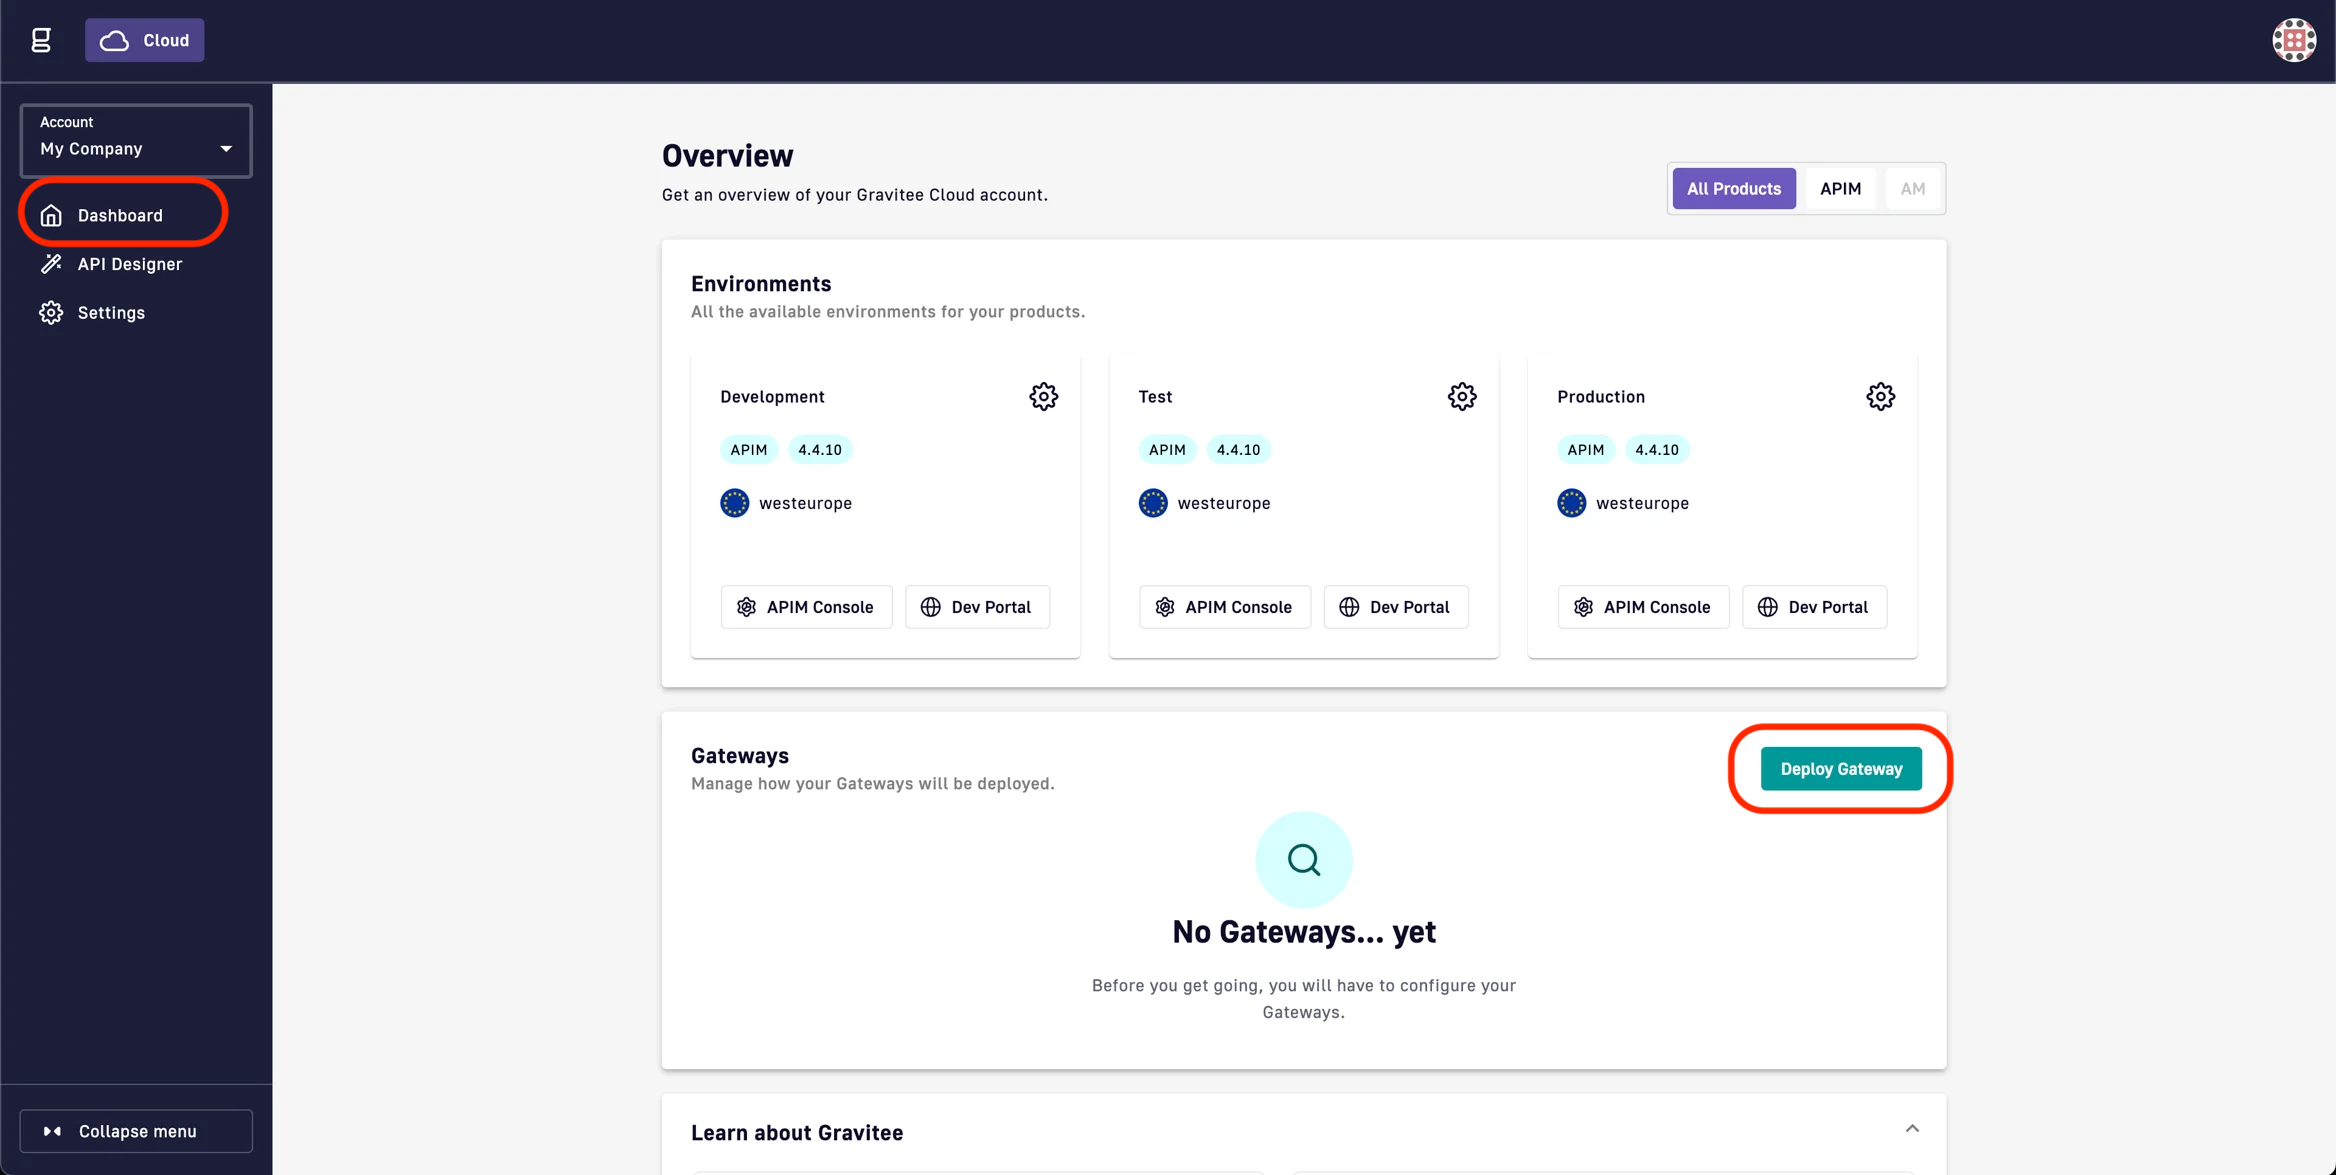 g
Cloud
Account
My Company
Dashboard
API Designer
Settings
Collapse menu
Overview
Get an overview of your Gravitee Cloud account.
All Products APIM AM
Environments
All the available environments for your products.
Development
APIM 4.4.10
westeurope
APIM Console Dev Portal
Test
APIM 4.4.10
westeurope
APIM Console Dev Portal
Production
APIM 4.4.10
westeurope
APIM Console Dev Portal
Gateways
Manage how your Gateways will be deployed.
Deploy Gateway
No Gateways... yet
Before you get going, you will have to configure your
Gateways.
Learn about Gravitee